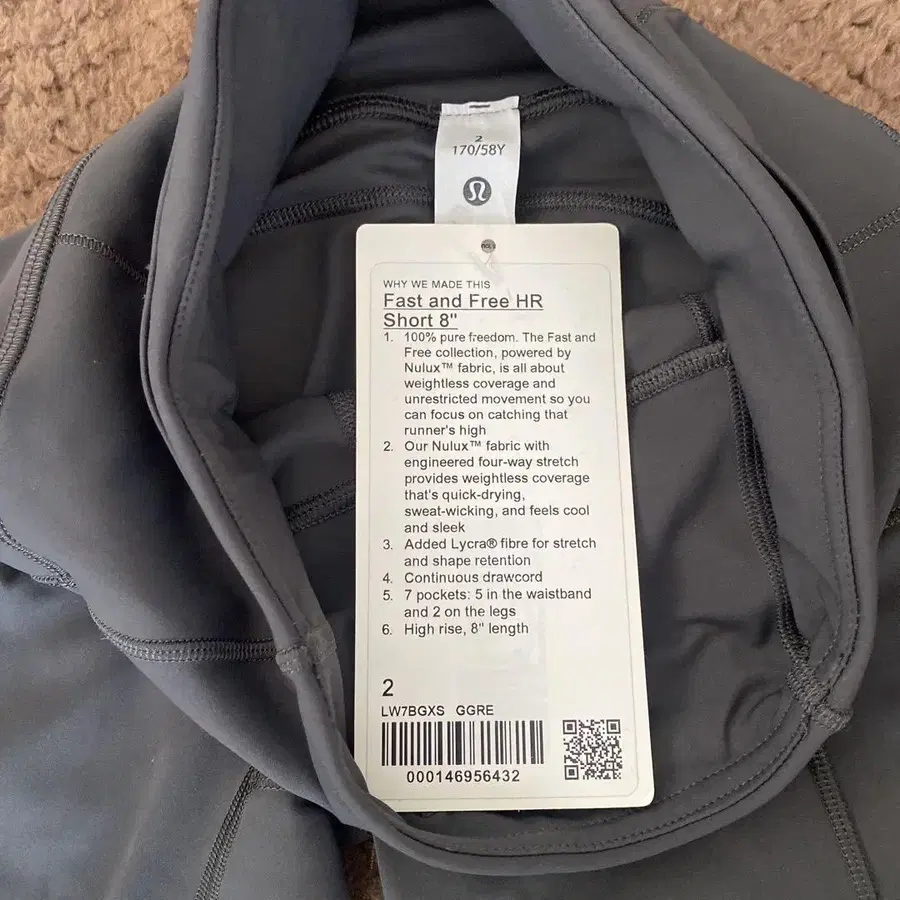 2
170/58Y
WHY WE MADE THIS
Fast and Free HR
Short 8"
1. 100% pure freedom. The Fast and
Free collection, powered by
Nulux™ fabric, is all about
weightless coverage and
unrestricted movement so you
can focus on catching that
runner's high
2. Our Nulux™ fabric with
engineered four-way stretch
provides weightless coverage
that's quick-drying,
sweat-wicking, and feels cool
and sleek
3. Added Lycra® fibre for stretch
and shape retention
4. Continuous drawcord
5. 7 pockets: 5 in the waistband
and 2 on the legs
6. High rise, 8" length
2
LW7BGXS GGRE
000146956432